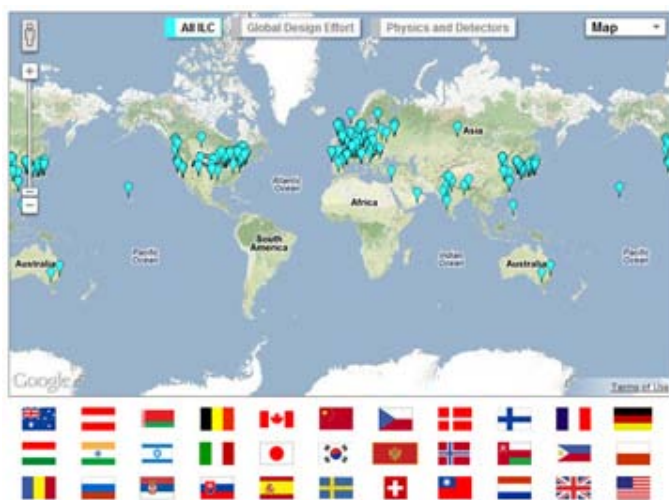 All ILC
Global Design Effort
Physics and Detectors
Map
Asia
Atlantic
Ocean
Africa
Pacific
Ocean
South
America
Indian
Ocean
Australia
Australia
Pacific
Ocean
Google
Terms of Use